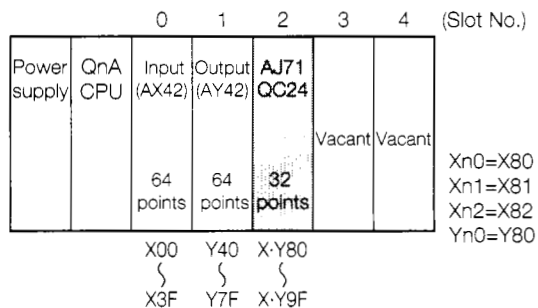 0 1 2 3 4 (Slot No.)
Power supply
QnA CPU
Input (AX42)
64 points
Output (AY42)
64 points
AJ71 QC24
32 points
Vacant
Vacant
X00
∫
X3F
Y40
∫
Y7F
X·Y80
∫
X·Y9F
Xn0=X80
Xn1=X81
Xn2=X82
Yn0=Y80